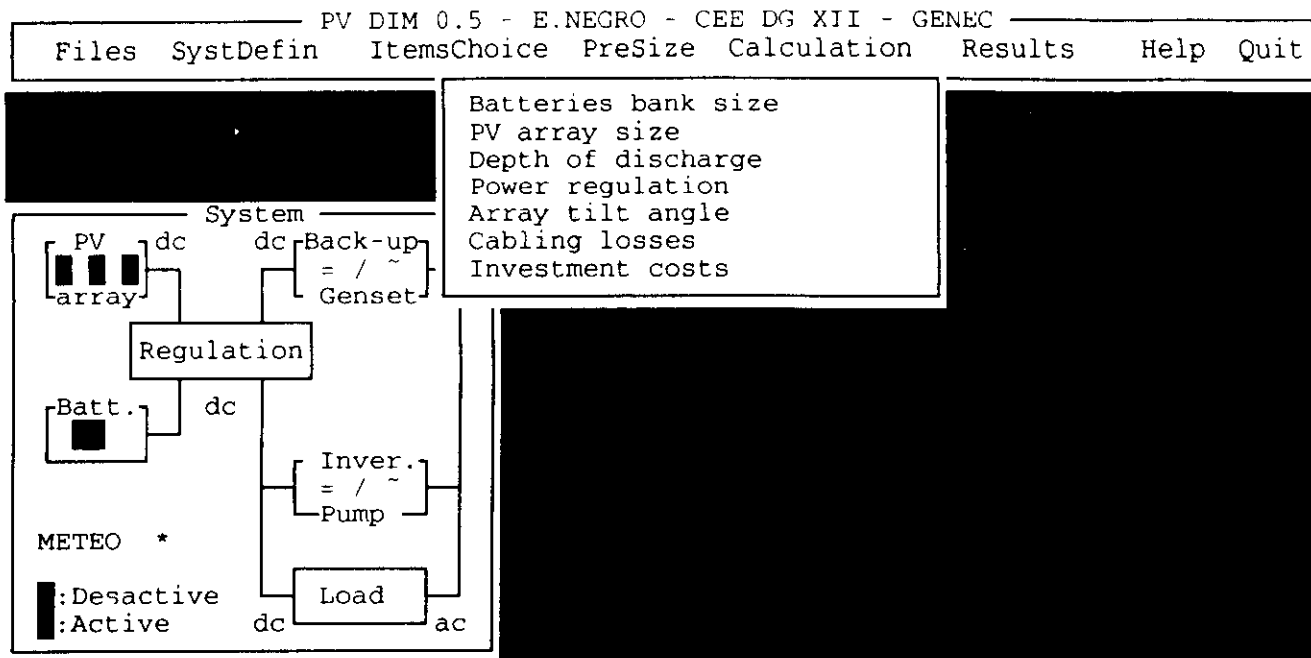 PV DIM 0.5 - E.NEGRO - CEE DG XII - GENEC
Files SystDefin ItemsChoice PreSize Calculation Results Help Quit
Batteries bank size
PV array size
Depth of discharge
Power regulation
Array tilt angle
Cabling losses
Investment costs
System
PV dc dc Back-up
= / ~
array Genset
Regulation
Batt. dc
Inver.
= / ~
Pump
METEO *
:Desactive Load
:Active dc ac